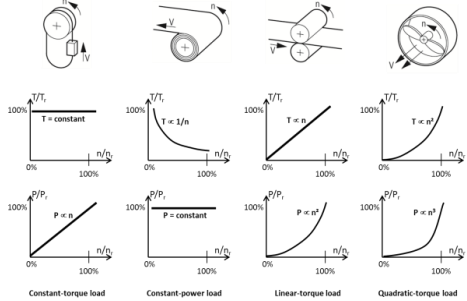 n
V
n
V
n
V
n
V
T/Tr
100%
T = constant
n/nr
0%
100%
T/Tr
100%
T ∝ 1/n
n/nr
0%
100%
T/Tr
100%
T ∝ n
n/nr
0%
100%
T/Tr
100%
T ∝ n²
n/nr
0%
100%
P/Pr
100%
P ∝ n
n/nr
0%
100%
P/Pr
100%
P = constant
n/nr
0%
100%
P/Pr
100%
P ∝ n²
n/nr
0%
100%
P/Pr
100%
P ∝ n³
n/nr
0%
100%
Constant-torque load
Constant-power load
Linear-torque load
Quadratic-torque load